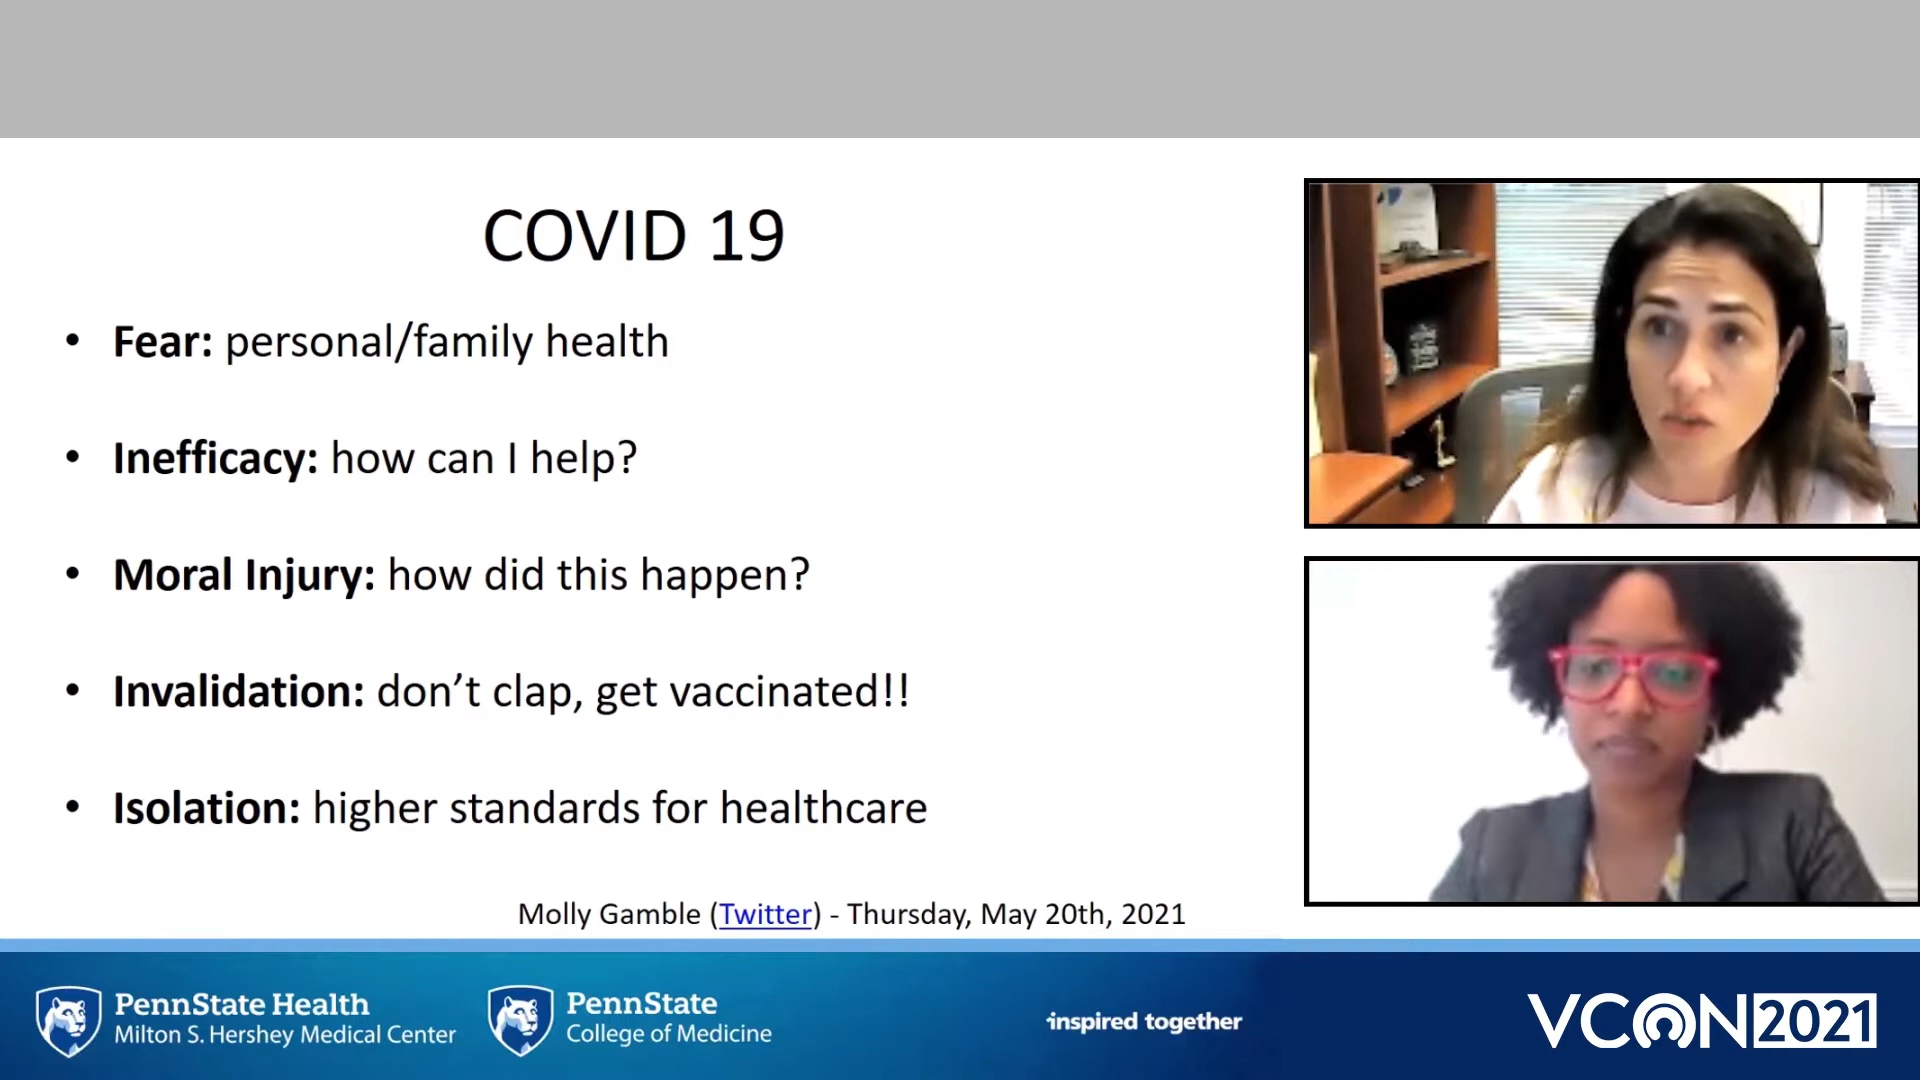 COVID 19
• Fear: personal/family health
• Inefficacy: how can I help?
• Moral Injury: how did this happen?
• Invalidation: don’t clap, get vaccinated!!
• Isolation: higher standards for healthcare
Molly Gamble (Twitter) - Thursday, May 20th, 2021
PennState Health
Milton S. Hershey Medical Center
PennState
College of Medicine
inspired together
VCON2021